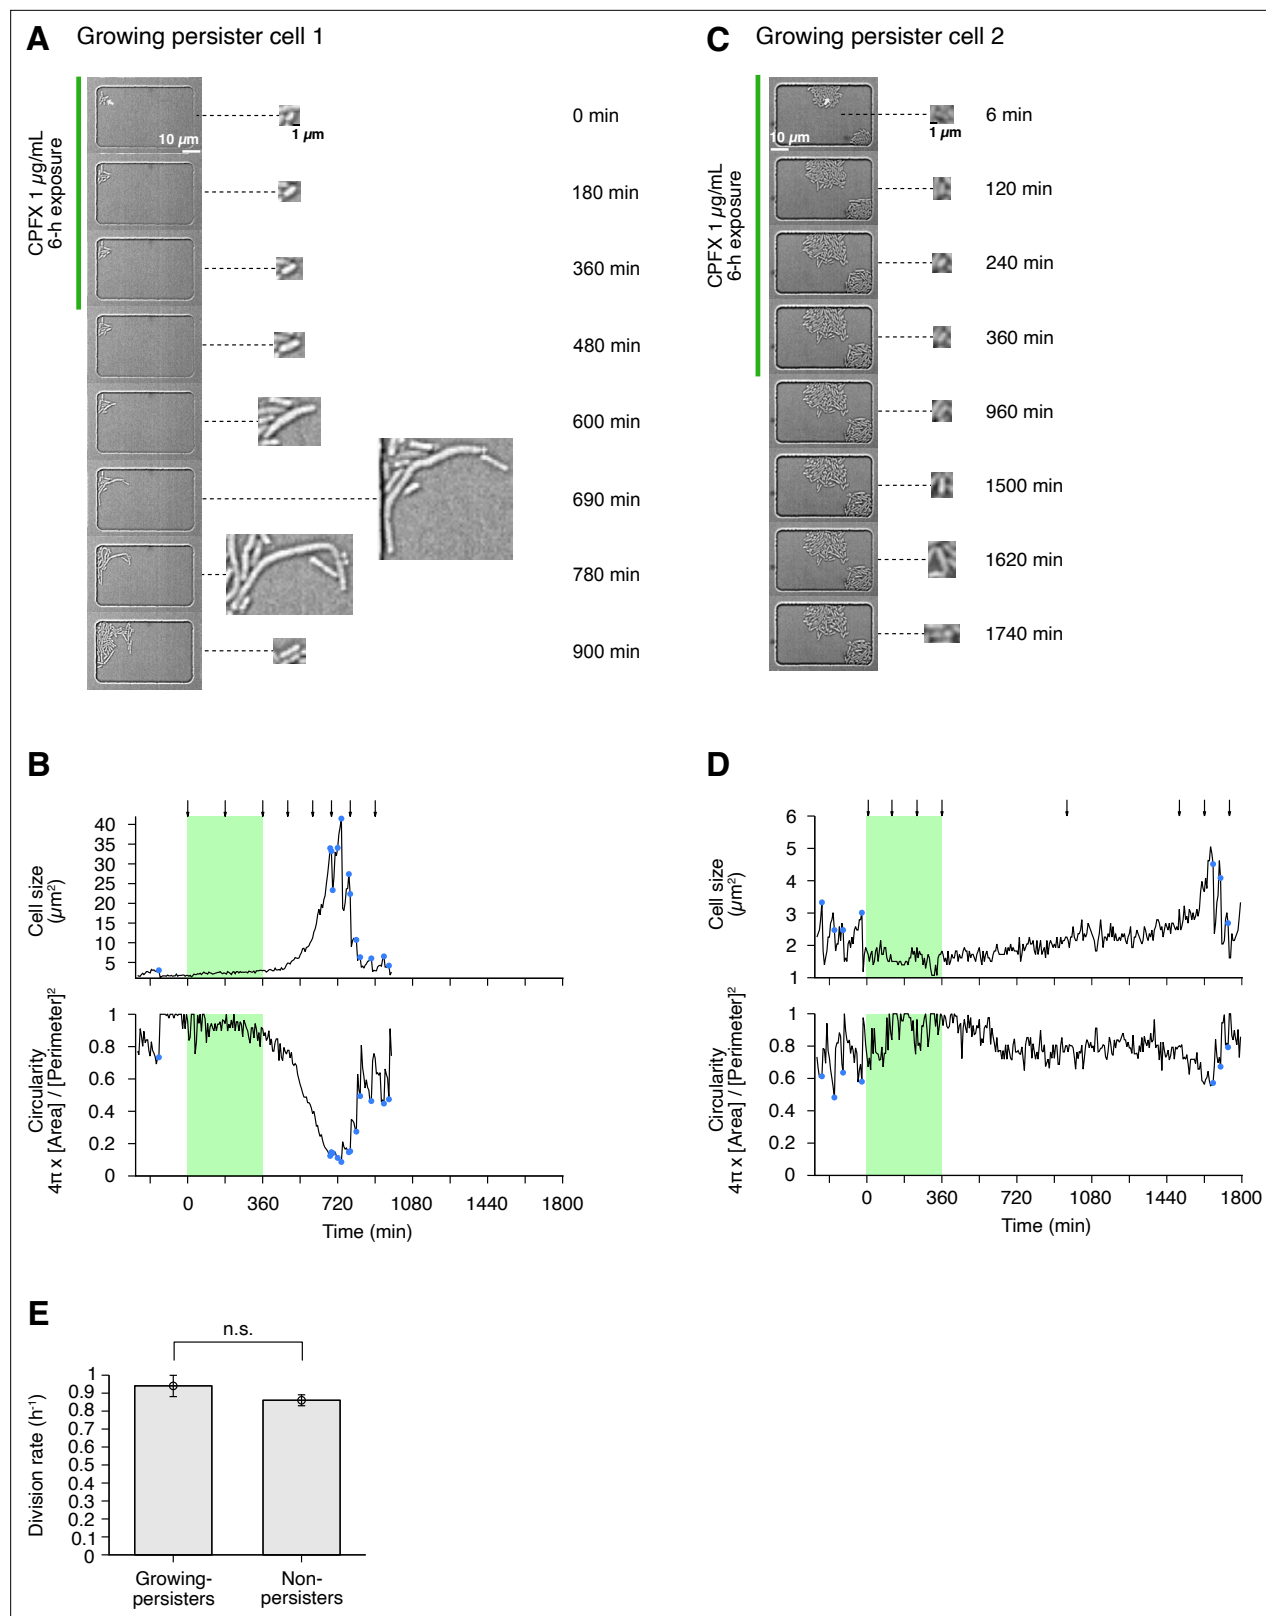 A Growing persister cell 1
CPFX 1 µg/mL
6-h exposure
10 µm
1 µm
0 min
180 min
360 min
480 min
600 min
690 min
780 min
900 min
C Growing persister cell 2
CPFX 1 µg/mL
6-h exposure
10 µm
1 µm
6 min
120 min
240 min
360 min
960 min
1500 min
1620 min
1740 min
B
Cell size
(µm²)
40
35
30
25
20
15
10
5
Circularity
4π x [Area] / [Perimeter]²
1
0.8
0.6
0.4
0.2
0
0 360 720 1080 1440 1800
Time (min)
D
Cell size
(µm²)
6
5
4
3
2
1
Circularity
4π x [Area] / [Perimeter]²
1
0.8
0.6
0.4
0.2
0
0 360 720 1080 1440 1800
Time (min)
E
n.s.
Division rate (h⁻¹)
1
0.9
0.8
0.7
0.6
0.5
0.4
0.3
0.2
0.1
0
Growing-
persisters
Non-
persisters